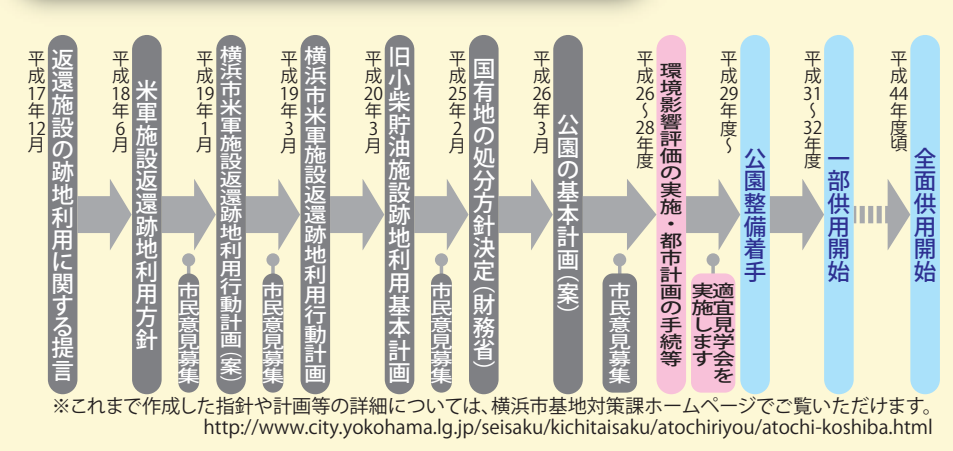 平成17年12月
返還施設の跡地利用に関する提言
平成18年6月
米軍施設返還跡地利用方針
市民意見募集
平成19年1月
横浜市米軍施設返還跡地利用行動計画(案)
市民意見募集
平成19年3月
横浜市米軍施設返還跡地利用行動計画
平成20年3月
旧小柴貯油施設跡地利用基本計画
市民意見募集
平成25年2月
国有地の処分方針決定(財務省)
平成26年3月
公園の基本計画(案)
市民意見募集
平成26~28年度
環境影響評価の実施・都市計画の手続等
適宜見学会を
実施します
平成29年度~
公園整備着手
平成31~32年度
一部供用開始
平成44年度頃
全面供用開始
※これまで作成した指針や計画等の詳細については、横浜市基地対策課ホームページでご覧いただけます。
http://www.city.yokohama.lg.jp/seisaku/kichitaisaku/atochiriyou/atochi-koshiba.html